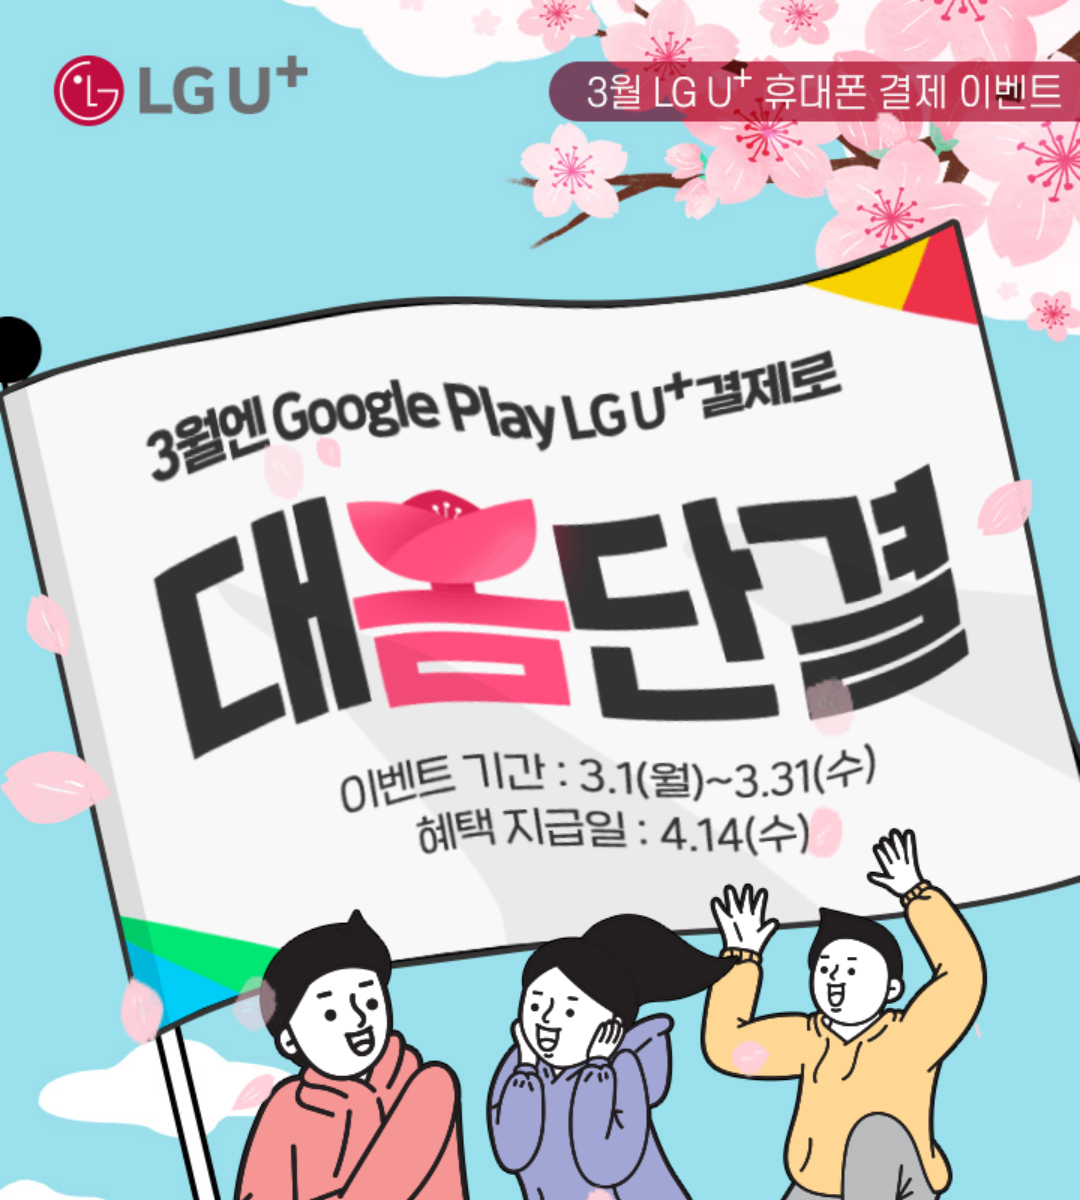 LG U+
3월 LG U+ 휴대폰 결제 이벤트
3월엔 Google Play LG U+ 결제로
대옴단결
이벤트 기간 : 3.1(월)~3.31(수)
혜택 지급일 : 4.14(수)